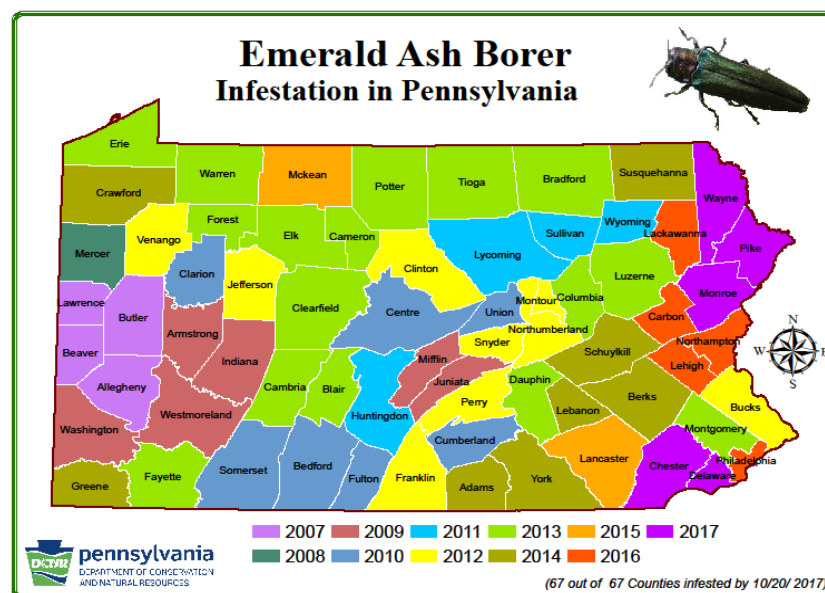 Emerald Ash Borer
Infestation in Pennsylvania
Erie
Crawford
Warren
Mckean
Potter
Tioga
Bradford
Susquehanna
Wayne
Mercer
Venango
Forest
Elk
Cameron
Lycoming
Sullivan
Wyoming
Lackawanna
Pike
Clarion
Jefferson
Clearfield
Clinton
Centre
Union
Montour
Columbia
Luzerne
Monroe
Lawrence
Butler
Beaver
Armstrong
Indiana
Allegheny
Cambria
Blair
Huntingdon
Mifflin
Juniata
Snyder
Northumberland
Schuylkill
Carbon
Northampton
Lehigh
Washington
Westmoreland
Perry
Dauphin
Lebanon
Berks
Bucks
Montgomery
Greene
Fayette
Somerset
Bedford
Fulton
Franklin
Cumberland
Adams
York
Lancaster
Chester
Delaware
Philadelphia
N
W
E
S
2007
2009
2011
2013
2015
2017
2008
2010
2012
2014
2016
DCNR
pennsylvania
DEPARTMENT OF CONSERVATION
AND NATURAL RESOURCES
(67 out of 67 Counties infested by 10/20/ 2017)